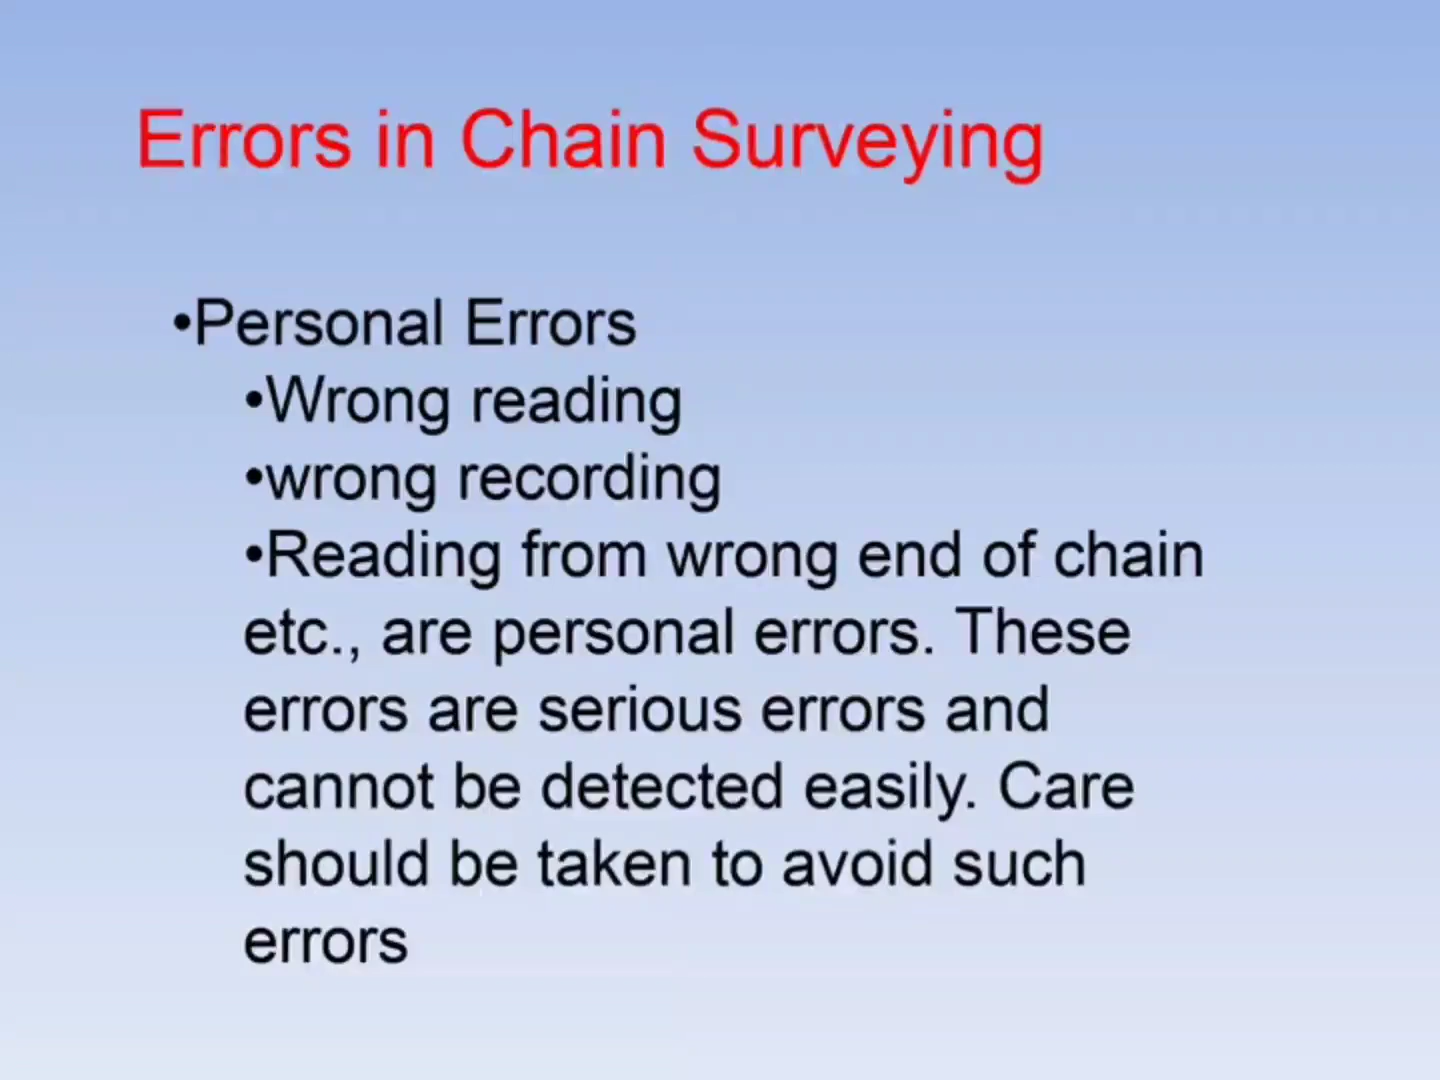 Errors in Chain Surveying
•Personal Errors
•Wrong reading
•wrong recording
•Reading from wrong end of chain
etc., are personal errors. These
errors are serious errors and
cannot be detected easily. Care
should be taken to avoid such
errors